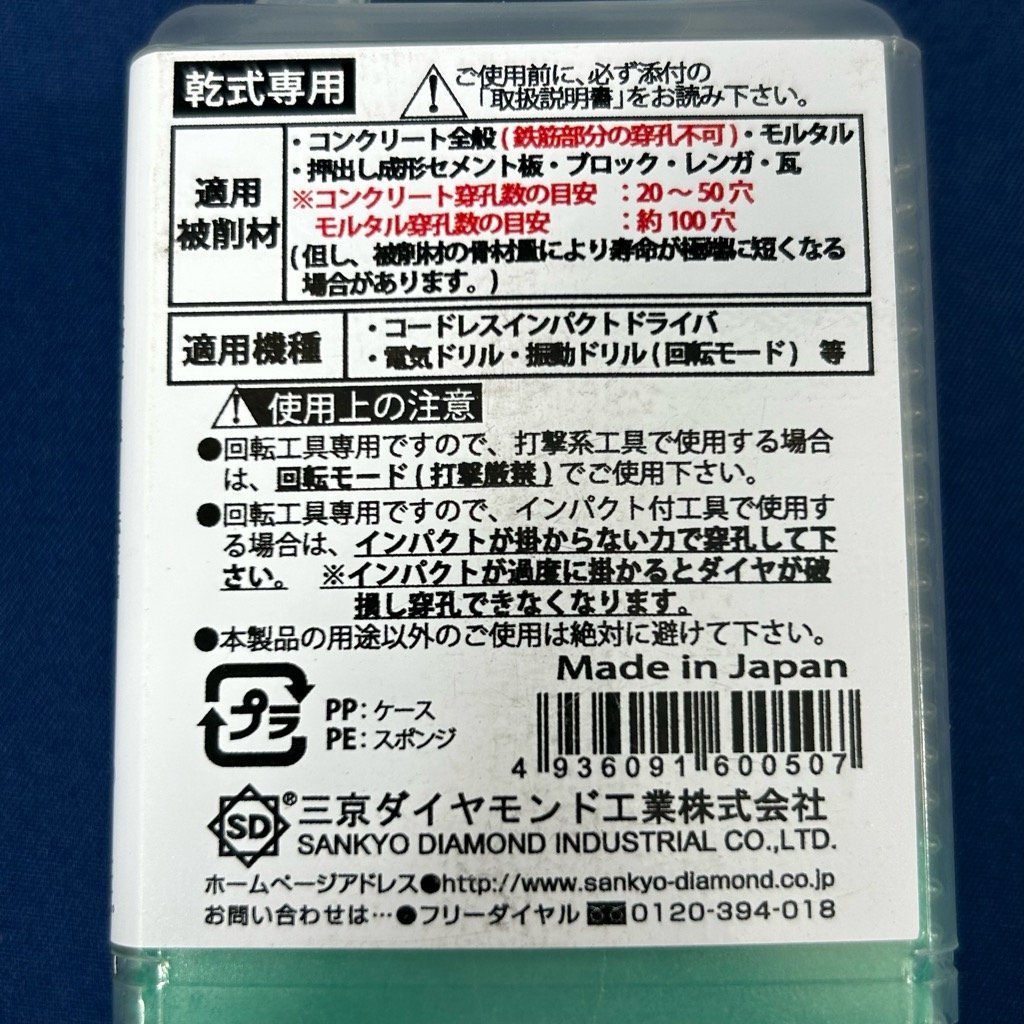 乾式専用
ご使用前に、必ず添付の
「取扱説明書」をお読み下さい。
適用
被削材
・コンクリート全般(鉄筋部分の穿孔不可)・モルタル
・押出し成形セメント板・ブロック・レンガ・瓦
※コンクリート穿孔数の目安 :20〜50穴
モルタル穿孔数の目安 :約100穴
(但し、被削材の骨材量により寿命が極端に短くなる
場合があります。)
適用機種
・コードレスインパクトドライバ
・電気ドリル・振動ドリル(回転モード) 等
使用上の注意
●回転工具専用ですので、打撃系工具で使用する場合
は、回転モード(打撃厳禁)でご使用下さい。
●回転工具専用ですので、インパクト付工具で使用す
る場合は、インパクトが掛からない力で穿孔して下
さい。 ※インパクトが過度に掛かるとダイヤが破
損し穿孔できなくなります。
●本製品の用途以外のご使用は絶対に避けて下さい。
Made in Japan
プラ
PP:ケース
PE:スポンジ
4 936091 600507
SD®三京ダイヤモンド工業株式会社
SANKYO DIAMOND INDUSTRIAL CO.,LTD.
ホームページアドレス●http://www.sankyo-diamond.co.jp
お問い合わせは…●フリーダイヤル 0120-394-018